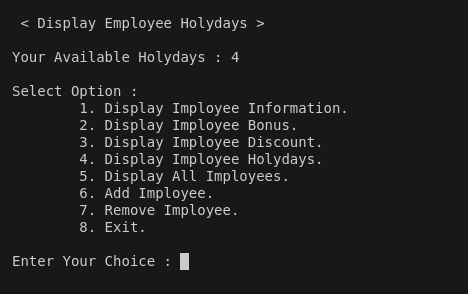 < Display Employee Holydays >
Your Available Holydays : 4
Select Option :
1. Display Imployee Information.
2. Display Imployee Bonus.
3. Display Imployee Discount.
4. Display Imployee Holydays.
5. Display All Imployees.
6. Add Imployee.
7. Remove Imployee.
8. Exit.
Enter Your Choice :